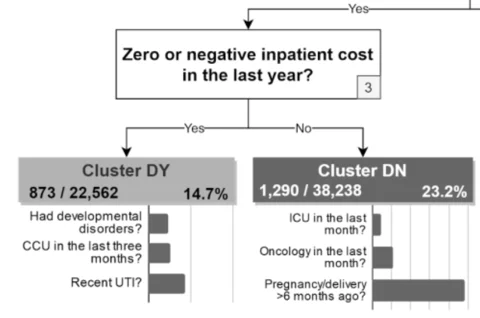 Yes
Zero or negative inpatient cost
in the last year?
3
Yes
No
Cluster DY
873 / 22,562 14.7%
Cluster DN
1,290 / 38,238 23.2%
Had developmental
disorders?
CCU in the last three
months?
Recent UTI?
ICU in the last
month?
Oncology in the last
month?
Pregnancy/delivery
>6 months ago?